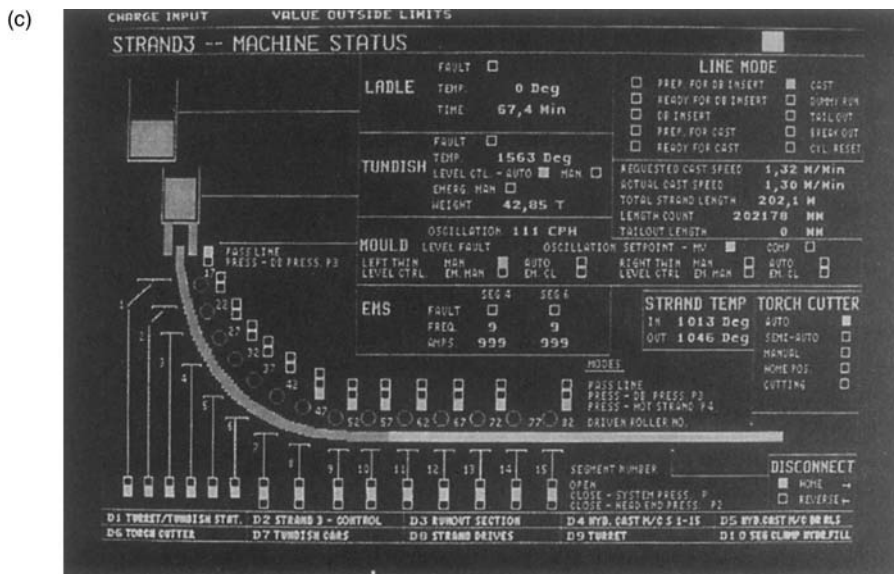 (c)
CHARGE INPUT VALUE OUTSIDE LIMITS
STRAND3 -- MACHINE STATUS
LADLE
FAULT
TEMP. 0 Deg
TIME 67,4 Min
LINE MODE
PREP. FOR DB INSERT CAST
READY FOR DB INSERT DUMMY RUN
DB INSERT TAIL OUT
PREP. FOR CAST BREAK OUT
READY FOR CAST CYL RESET
TUNDISH
FAULT
TEMP. 1563 Deg
LEVEL CTL. - AUTO MAN
EMERG. MAN
WEIGHT 42,85 T
REQUESTED CAST SPEED 1,32 M/Min
ACTUAL CAST SPEED 1,30 M/Min
TOTAL STRAND LENGTH 202,1 M
LENGTH COUNT 202178 MM
TAILOUT LENGTH 0 MM
MOULD
OSCILLATION 111 CPH
LEVEL FAULT OSCILLATION SETPOINT - MV COMP
LEFT TWIN MAN AUTO RIGHT TWIN MAN AUTO
LEVEL CTRL. EM. MAN EM. CL LEVEL CTRL EM. MAN EM. CL
PASS LINE
PRESS - DB PRESS. P3
EMS
SEG 4 SEG 6
FAULT
FREQ. 9 9
AMPS. 999 999
STRAND TEMP
IN 1013 Deg
OUT 1046 Deg
TORCH CUTTER
AUTO
SEMI-AUTO
MANUAL
HOME POS.
CUTTING
MODES
PASS LINE
PRESS - DB PRESS. P3
PRESS - HOT STRAND P4
DRIVEN ROLLER NO.
17
22
27
32
37
42
47 52 57 62 67 72 77 82
1
2
3
4
5
6
7
8
9 10 11 12 13 14 15
SEGMENT NUMBER
OPEN
CLOSE - SYSTEM PRESS. P
CLOSE - HEAD END PRESS. P2
DISCONNECT
HOME →
REVERSE ←
D1 TURRET/TUNDISH STAT. D2 STRAND 3 - CONTROL D3 RUNOUT SECTION D4 HYD. CAST M/C S 1-15 D5 HYD.CAST M/C DR RLS
D6 TORCH CUTTER D7 TUNDISH CARS D8 STRAND DRIVES D9 TURRET D10 SEG CLAMP HYDR.FILL